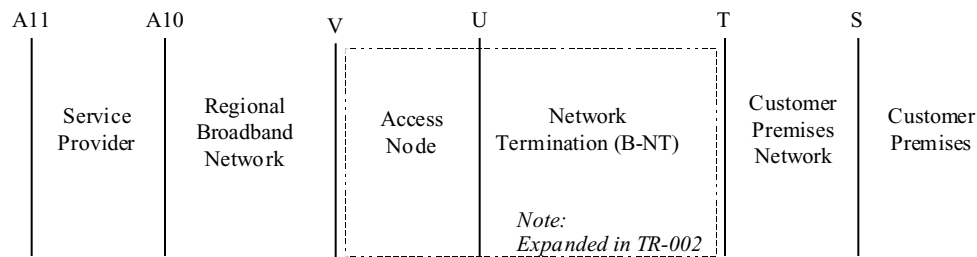 A11 A10 V U T S
Service
Provider
Regional
Broadband
Network
Access
Node
Network
Termination (B-NT)
Customer
Premises
Network
Customer
Premises
Note:
Expanded in TR-002